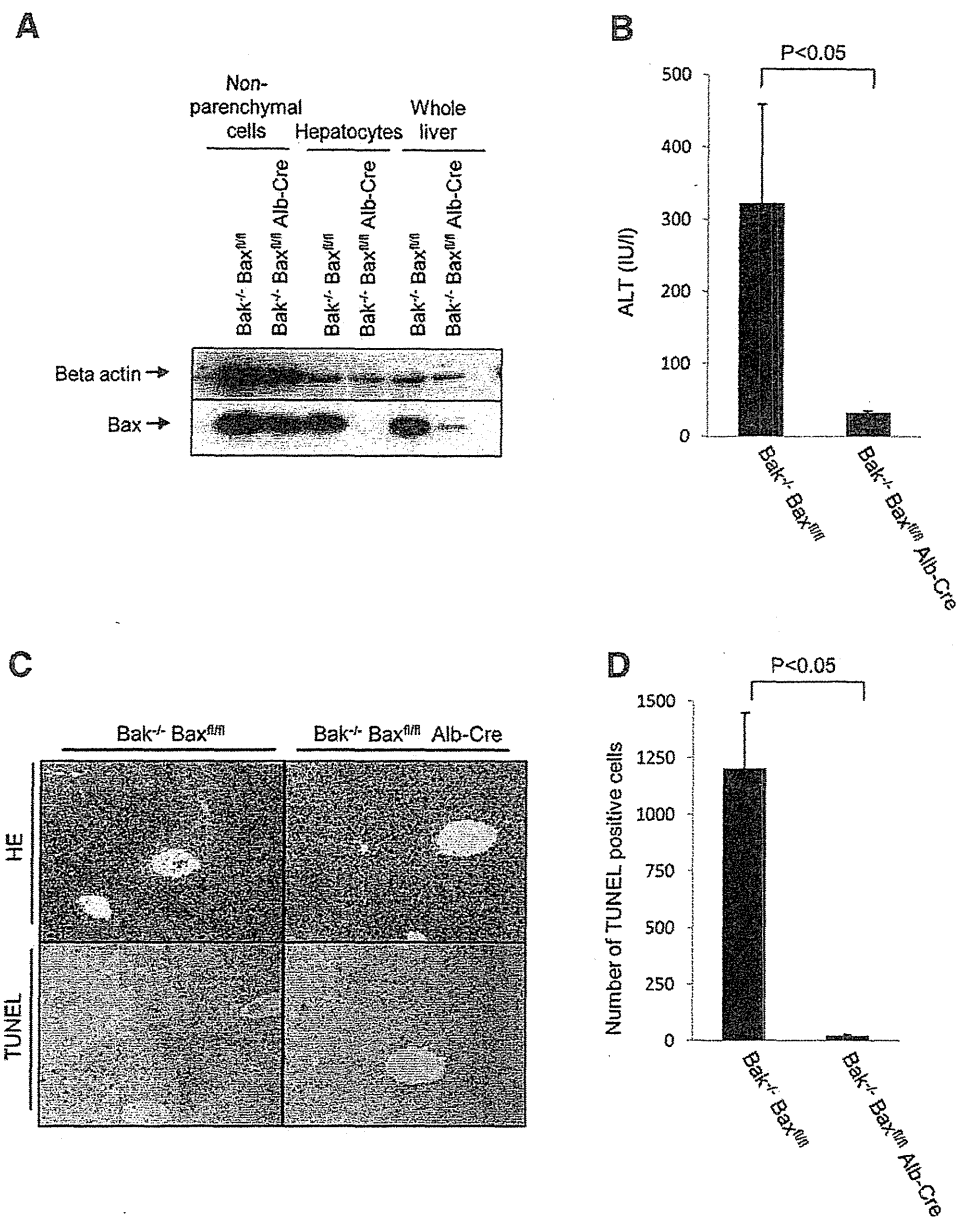 A
Non-
parenchymal
cells
Hepatocytes
Whole
liver
Bak-/- Baxfl/fl
Bak-/- Baxfl/fl Alb-Cre
Bak-/- Baxfl/fl
Bak-/- Baxfl/fl Alb-Cre
Bak-/- Baxfl/fl
Bak-/- Baxfl/fl Alb-Cre
Beta actin
Bax
B
P<0.05
500
400
300
200
100
0
ALT (IU/l)
Bak-/- Baxfl/fl
Bak-/- Baxfl/fl Alb-Cre
C
Bak-/- Baxfl/fl
Bak-/- Baxfl/fl Alb-Cre
HE
TUNEL
D
P<0.05
1500
1250
1000
750
500
250
0
Number of TUNEL positive cells
Bak-/- Baxfl/fl
Bak-/- Baxfl/fl Alb-Cre